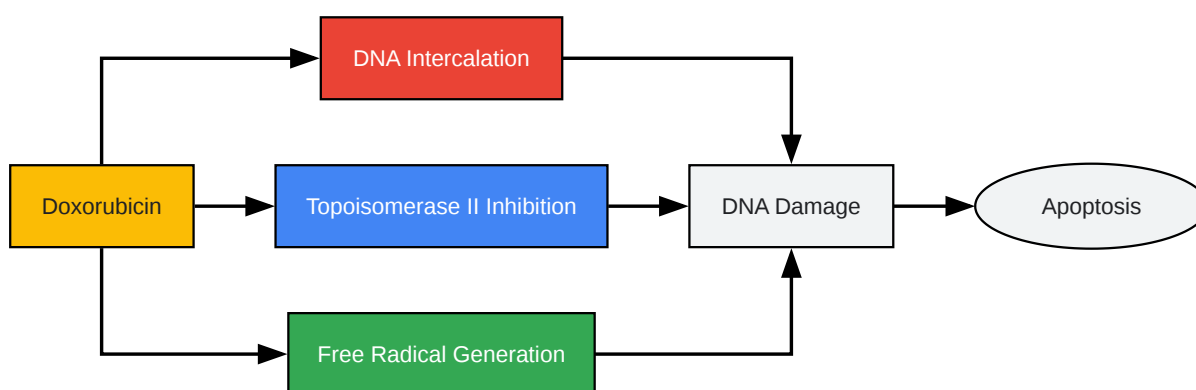 DNA Intercalation
Doxorubicin
Topoisomerase II Inhibition
DNA Damage
Apoptosis
Free Radical Generation